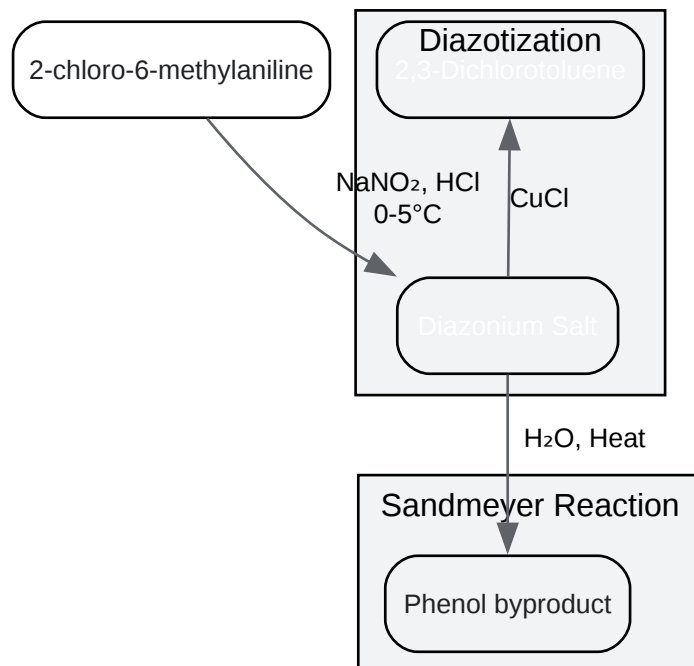 Diazotization
2-chloro-6-methylaniline
2,3-Dichlorotoluene
NaNO₂, HCl
0-5°C
CuCl
Diazonium Salt
H₂O, Heat
Sandmeyer Reaction
Phenol byproduct